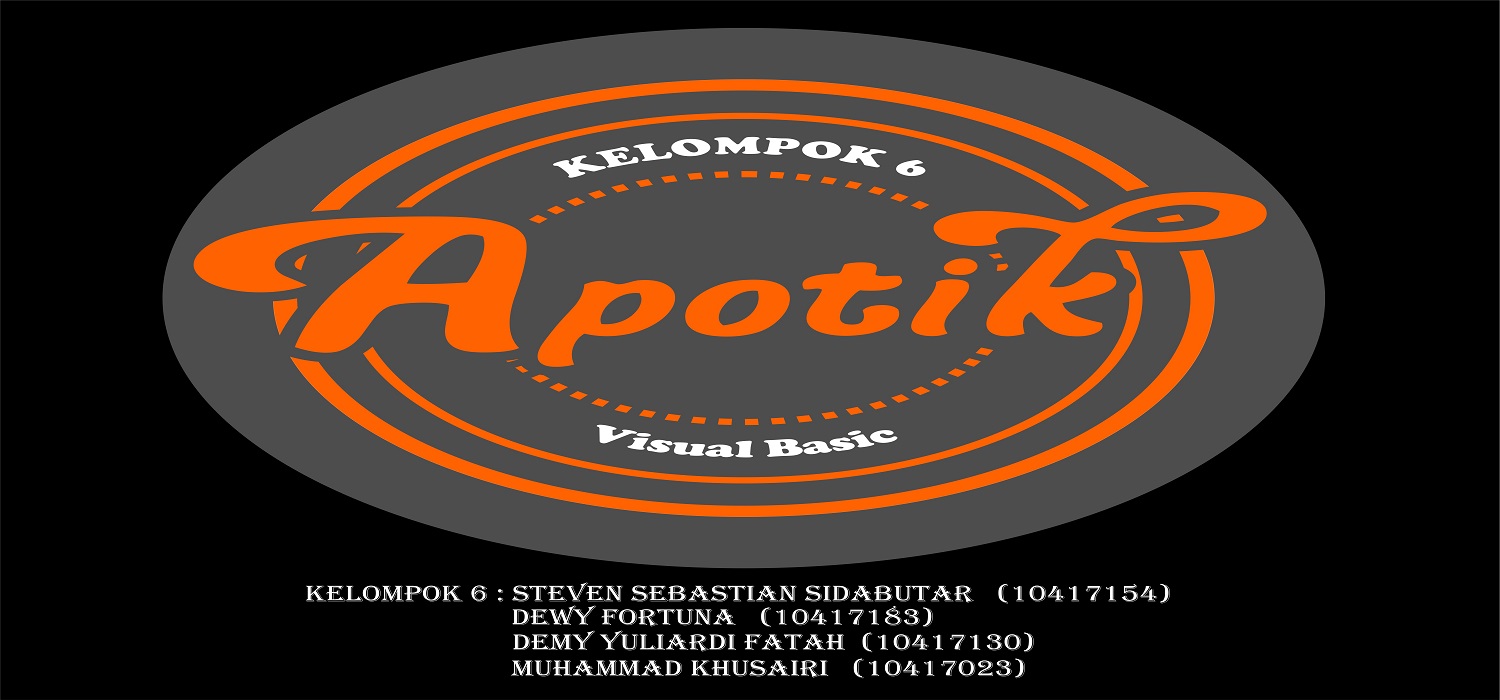 KELOMPOK 6
Apotik
Visual Basic
KELOMPOK 6 : STEVEN SEBASTIAN SIDABUTAR (10417154)
DEWY FORTUNA (10417183)
DEMY YULIARDI FATAH (10417130)
MUHAMMAD KHUSAIRI (10417023)